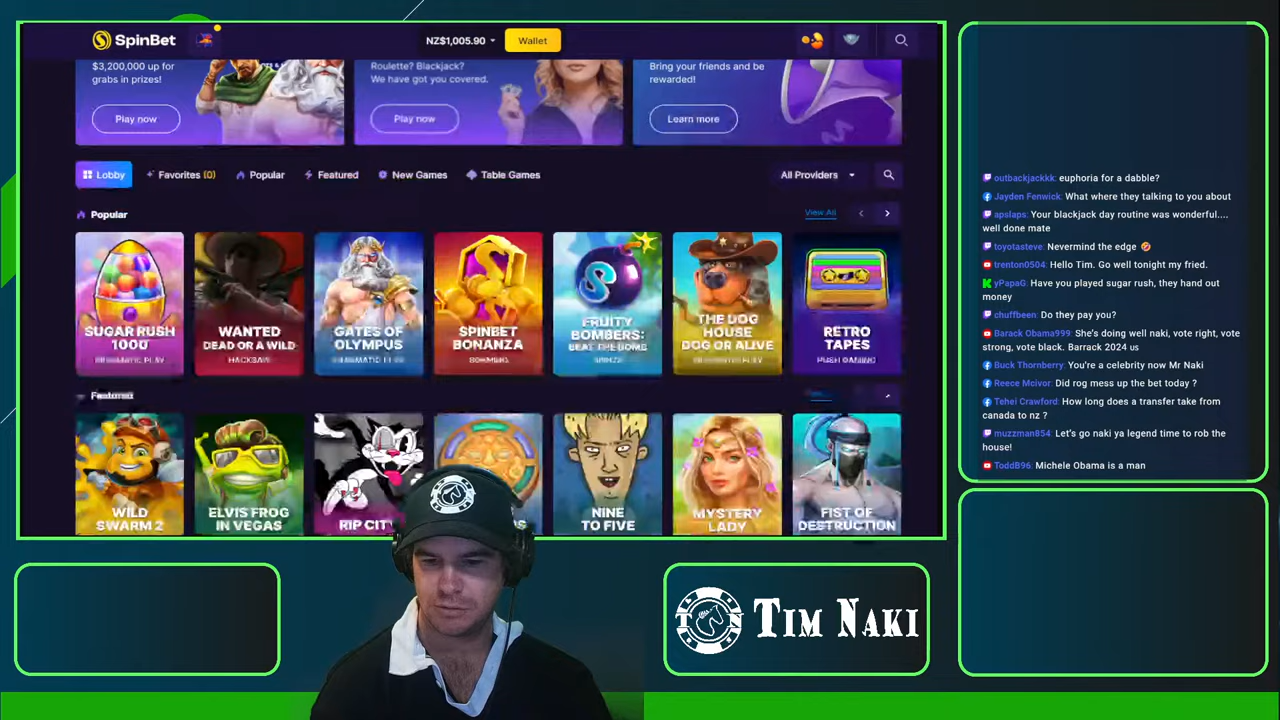 SpinBet
NZ$1,005.90
Wallet
$3,200,000 up for
grabs in prizes!
Play now
Roulette? Blackjack?
We have got you covered.
Play now
Bring your friends and be
rewarded!
Learn more
Lobby
Favorites (0)
Popular
Featured
New Games
Table Games
All Providers
Popular
View All
SUGAR RUSH
1000
WANTED
DEAD OR A WILD
HACKSAW
GATES OF
OLYMPUS
SPINBET
BONANZA
FRUITY
BOMBERS:
BEAT THE BOMB
THE DOG
HOUSE
DOG OR ALIVE
RETRO
TAPES
PUSH GAMING
Featured
WILD
SWARM 2
ELVIS FROG
IN VEGAS
RIP CITY
NINE
TO FIVE
MYSTERY
LADY
FIST OF
DESTRUCTION
outbackjackkk: euphoria for a dabble?
Jayden Fenwick: What where they talking to you about
apslaps: Your blackjack day routine was wonderful....
well done mate
toyotasteve: Nevermind the edge 🤣
trenton0504: Hello Tim. Go well tonight my fried.
yPapaG: Have you played sugar rush, they hand out
money
chuffbeen: Do they pay you?
Barack Obama999: She's doing well naki, vote right, vote
strong, vote black. Barrack 2024 us
Buck Thornberry: You're a celebrity now Mr Naki
Reece Mcivor: Did rog mess up the bet today ?
Tehei Crawford: How long does a transfer take from
canada to nz ?
muzzman854: Let's go naki ya legend time to rob the
house!
ToddB96: Michele Obama is a man
TIM NAKI